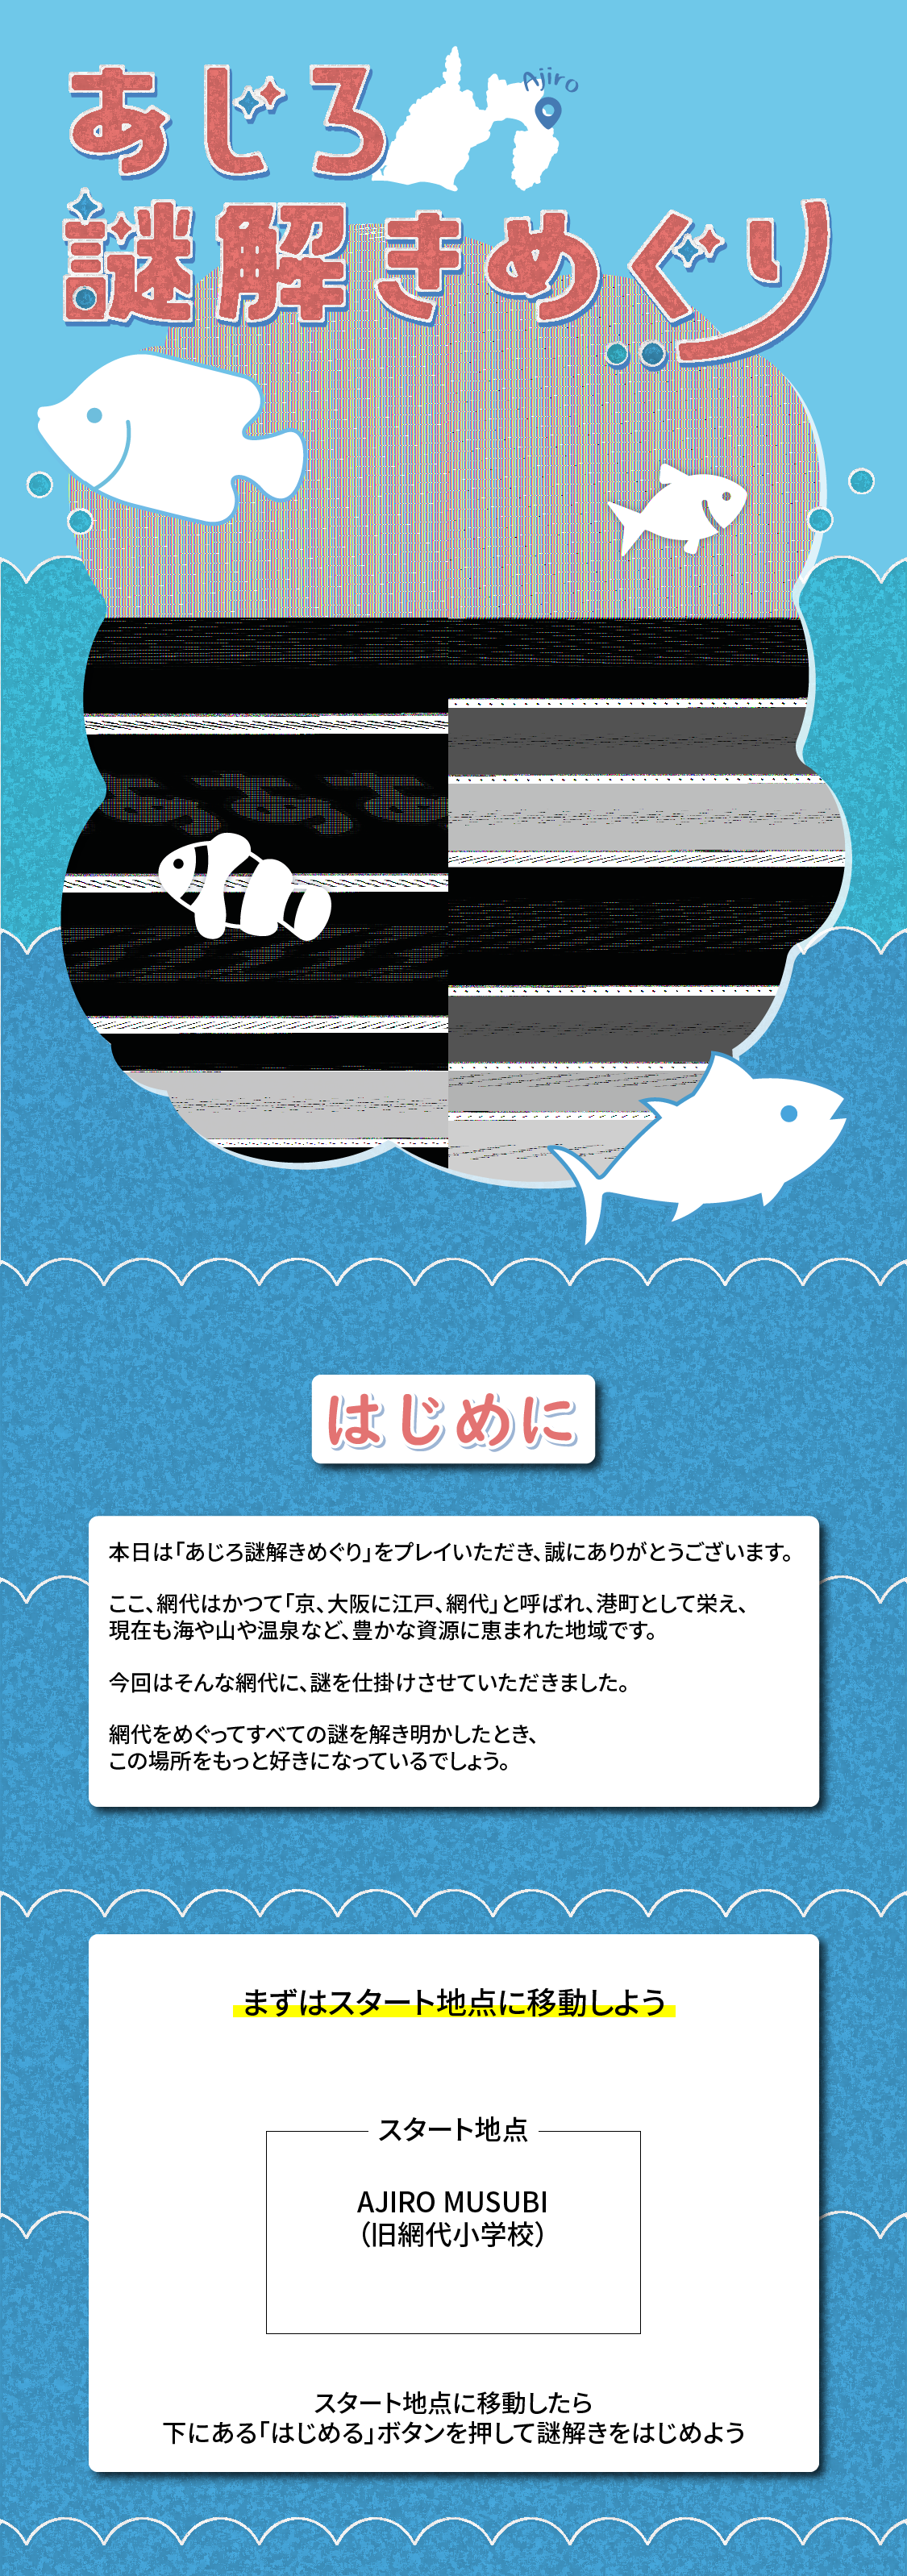 あじろ
Ajiro
謎解きめぐり
はじめに
本日は「あじろ謎解きめぐり」をプレイいただき、誠にありがとうございます。
ここ、網代はかつて「京、大阪に江戸、網代」と呼ばれ、港町として栄え、
現在も海や山や温泉など、豊かな資源に恵まれた地域です。
今回はそんな網代に、謎を仕掛けさせていただきました。
網代をめぐってすべての謎を解き明かしたとき、
この場所をもっと好きになっているでしょう。
まずはスタート地点に移動しよう
スタート地点
AJIRO MUSUBI
（旧網代小学校）
スタート地点に移動したら
下にある「はじめる」ボタンを押して謎解きをはじめよう